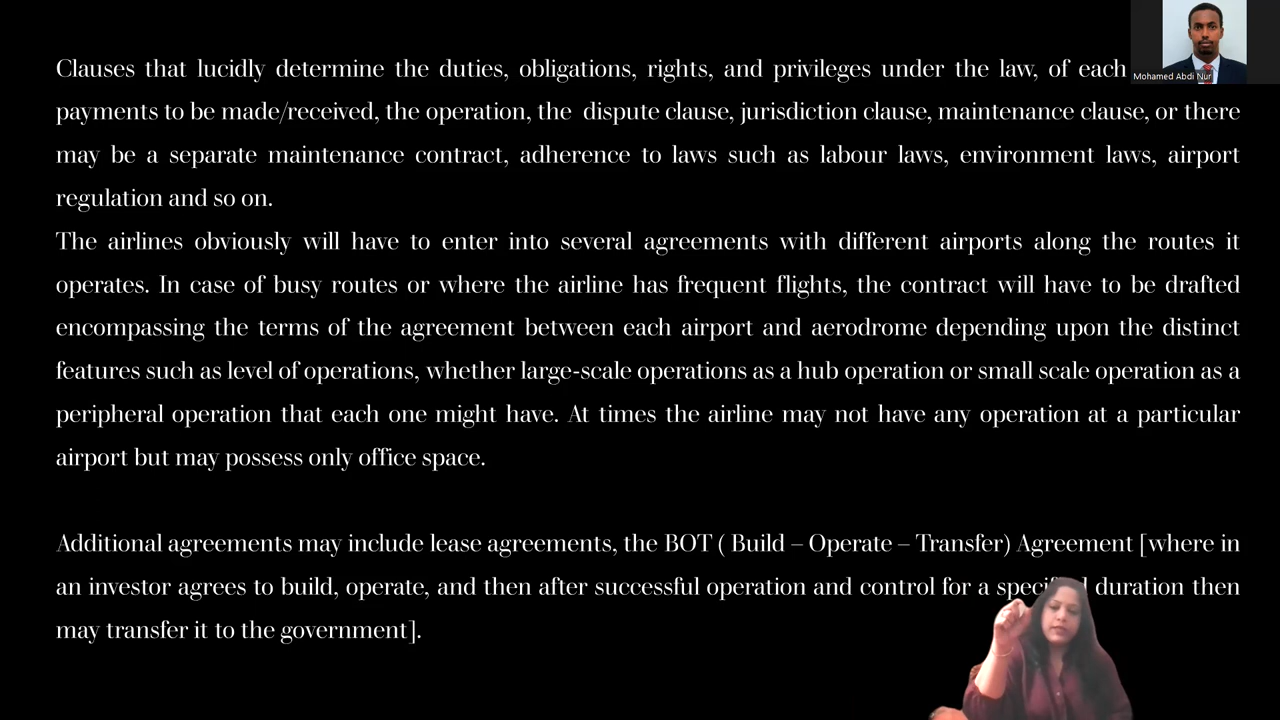 Clauses that lucidly determine the duties, obligations, rights, and privileges under the law, of each
Mohamed Abdi Nur
payments to be made/received, the operation, the dispute clause, jurisdiction clause, maintenance clause, or there
may be a separate maintenance contract, adherence to laws such as labour laws, environment laws, airport
regulation and so on.
The airlines obviously will have to enter into several agreements with different airports along the routes it
operates. In case of busy routes or where the airline has frequent flights, the contract will have to be drafted
encompassing the terms of the agreement between each airport and aerodrome depending upon the distinct
features such as level of operations, whether large-scale operations as a hub operation or small scale operation as a
peripheral operation that each one might have. At times the airline may not have any operation at a particular
airport but may possess only office space.
Additional agreements may include lease agreements, the BOT ( Build – Operate – Transfer) Agreement [where in
an investor agrees to build, operate, and then after successful operation and control for a duration then
may transfer it to the government].